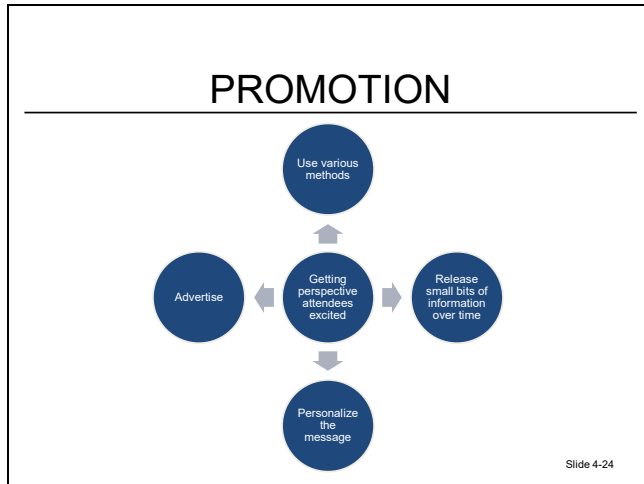 PROMOTION
Use various
methods
Advertise
Getting
perspective
attendees
excited
Release
small bits of
information
over time
Personalize
the
message
Slide 4-24